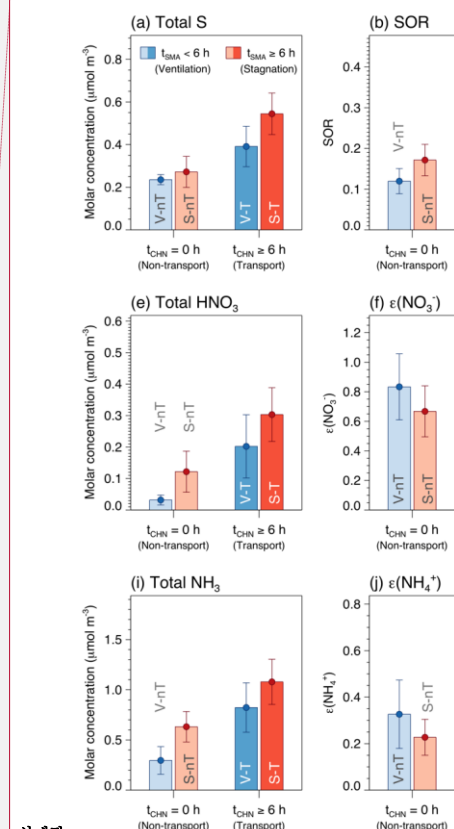 (a) Total S
(b) SOR
t_SMA < 6 h
(Ventilation)
t_SMA ≥ 6 h
(Stagnation)
Molar concentration (μmol m⁻³)
0.8
0.6
0.4
0.2
0.0
V-nT
S-nT
V-T
S-T
t_CHN = 0 h
(Non-transport)
t_CHN ≥ 6 h
(Transport)
SOR
0.4
0.3
0.2
0.1
0.0
V-nT
S-nT
t_CHN = 0 h
(Non-transport)
(e) Total HNO₃
(f) ε(NO₃⁻)
Molar concentration (μmol m⁻³)
0.6
0.5
0.4
0.3
0.2
0.1
0.0
V-nT
S-nT
V-T
S-T
t_CHN = 0 h
(Non-transport)
t_CHN ≥ 6 h
(Transport)
ε(NO₃⁻)
1.2
1.0
0.8
0.6
0.4
0.2
0.0
V-nT
S-nT
t_CHN = 0 h
(Non-transport)
(i) Total NH₃
(j) ε(NH₄⁺)
Molar concentration (μmol m⁻³)
1.5
1.0
0.5
0.0
V-nT
S-nT
V-T
S-T
t_CHN = 0 h
(Non-transport)
t_CHN ≥ 6 h
(Transport)
ε(NH₄⁺)
0.8
0.6
0.4
0.2
0.0
V-nT
S-nT
t_CHN = 0 h
(Non-transport)